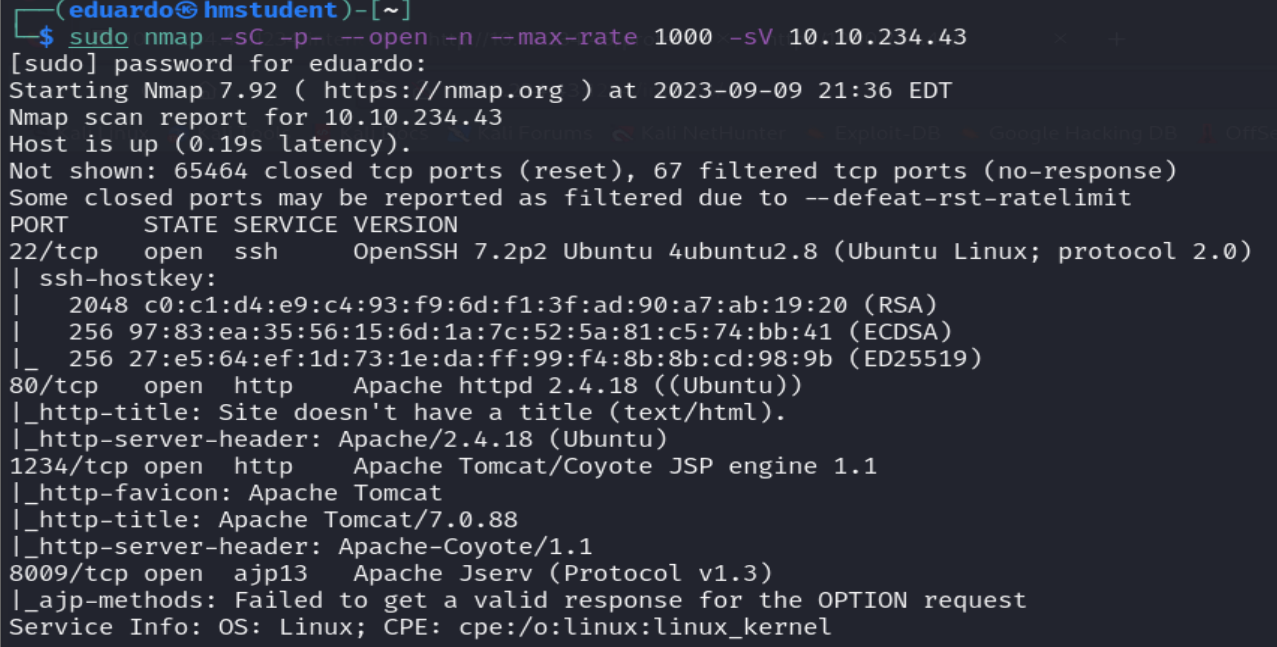 ┌──(eduardo㉿hmstudent)-[~]
└─$ sudo nmap -sC -p- --open -n --max-rate 1000 -sV 10.10.234.43
[sudo] password for eduardo:
Starting Nmap 7.92 ( https://nmap.org ) at 2023-09-09 21:36 EDT
Nmap scan report for 10.10.234.43
Host is up (0.19s latency).
Not shown: 65464 closed tcp ports (reset), 67 filtered tcp ports (no-response)
Some closed ports may be reported as filtered due to --defeat-rst-ratelimit
PORT     STATE SERVICE VERSION
22/tcp   open  ssh     OpenSSH 7.2p2 Ubuntu 4ubuntu2.8 (Ubuntu Linux; protocol 2.0)
| ssh-hostkey:
|   2048 c0:c1:d4:e9:c4:93:f9:6d:f1:3f:ad:90:a7:ab:19:20 (RSA)
|   256 97:83:ea:35:56:15:6d:1a:7c:52:5a:81:c5:74:bb:41 (ECDSA)
|_  256 27:e5:64:ef:1d:73:1e:da:ff:99:f4:8b:8b:cd:98:9b (ED25519)
80/tcp   open  http    Apache httpd 2.4.18 ((Ubuntu))
|_http-title: Site doesn't have a title (text/html).
|_http-server-header: Apache/2.4.18 (Ubuntu)
1234/tcp open  http    Apache Tomcat/Coyote JSP engine 1.1
|_http-favicon: Apache Tomcat
|_http-title: Apache Tomcat/7.0.88
|_http-server-header: Apache-Coyote/1.1
8009/tcp open  ajp13   Apache Jserv (Protocol v1.3)
|_ajp-methods: Failed to get a valid response for the OPTION request
Service Info: OS: Linux; CPE: cpe:/o:linux:linux_kernel
Kali Forums Kali NetHunter Exploit-DB Google Hacking DB